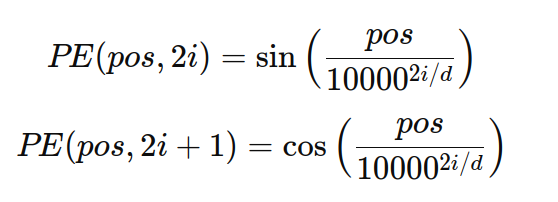 PE(pos, 2i) = sin(pos / 10000^{2i/d})
PE(pos, 2i + 1) = cos(pos / 10000^{2i/d})